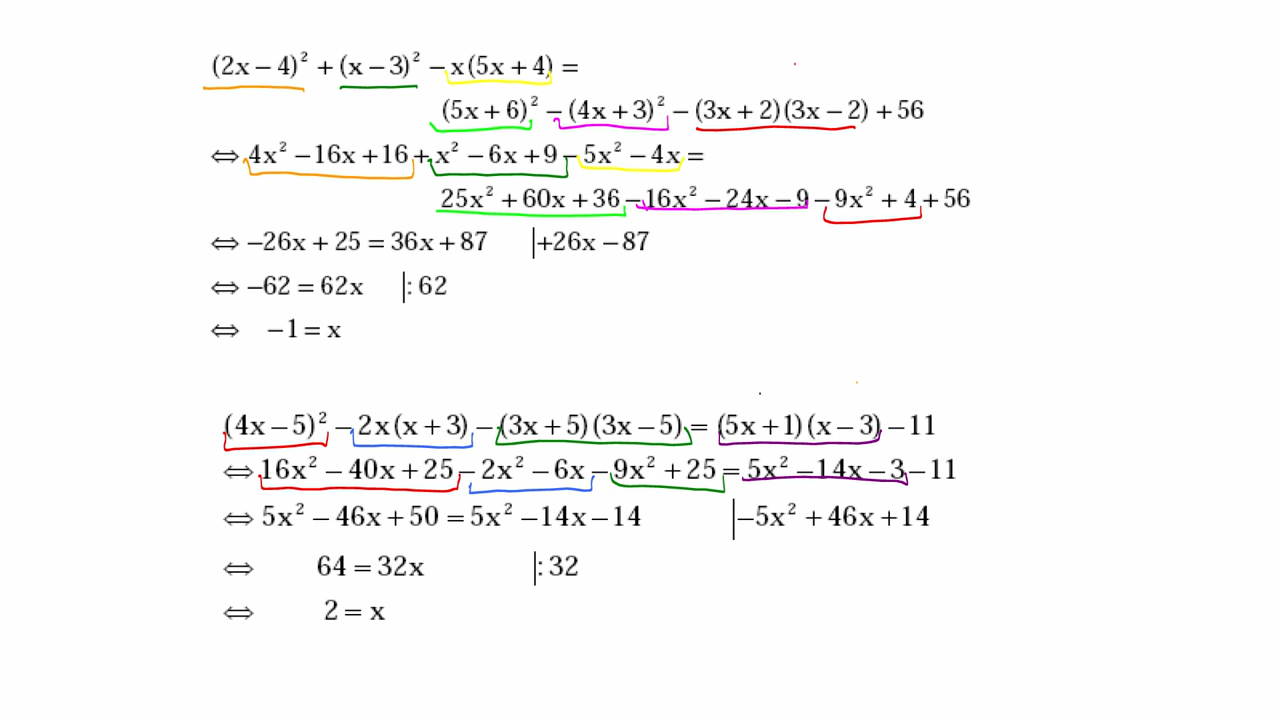 (2x − 4)² + (x − 3)² − x(5x + 4) =
(5x + 6)² − (4x + 3)² − (3x + 2)(3x − 2) + 56
⇔ 4x² − 16x + 16 + x² − 6x + 9 − 5x² − 4x =
25x² + 60x + 36 − 16x² − 24x − 9 − 9x² + 4 + 56
⇔ −26x + 25 = 36x + 87 |+26x − 87
⇔ −62 = 62x |: 62
⇔ −1 = x
(4x − 5)² − 2x(x + 3) − (3x + 5)(3x − 5) = (5x + 1)(x − 3) − 11
⇔ 16x² − 40x + 25 − 2x² − 6x − 9x² + 25 = 5x² − 14x − 3 − 11
⇔ 5x² − 46x + 50 = 5x² − 14x − 14 |−5x² + 46x + 14
⇔ 64 = 32x |: 32
⇔ 2 = x